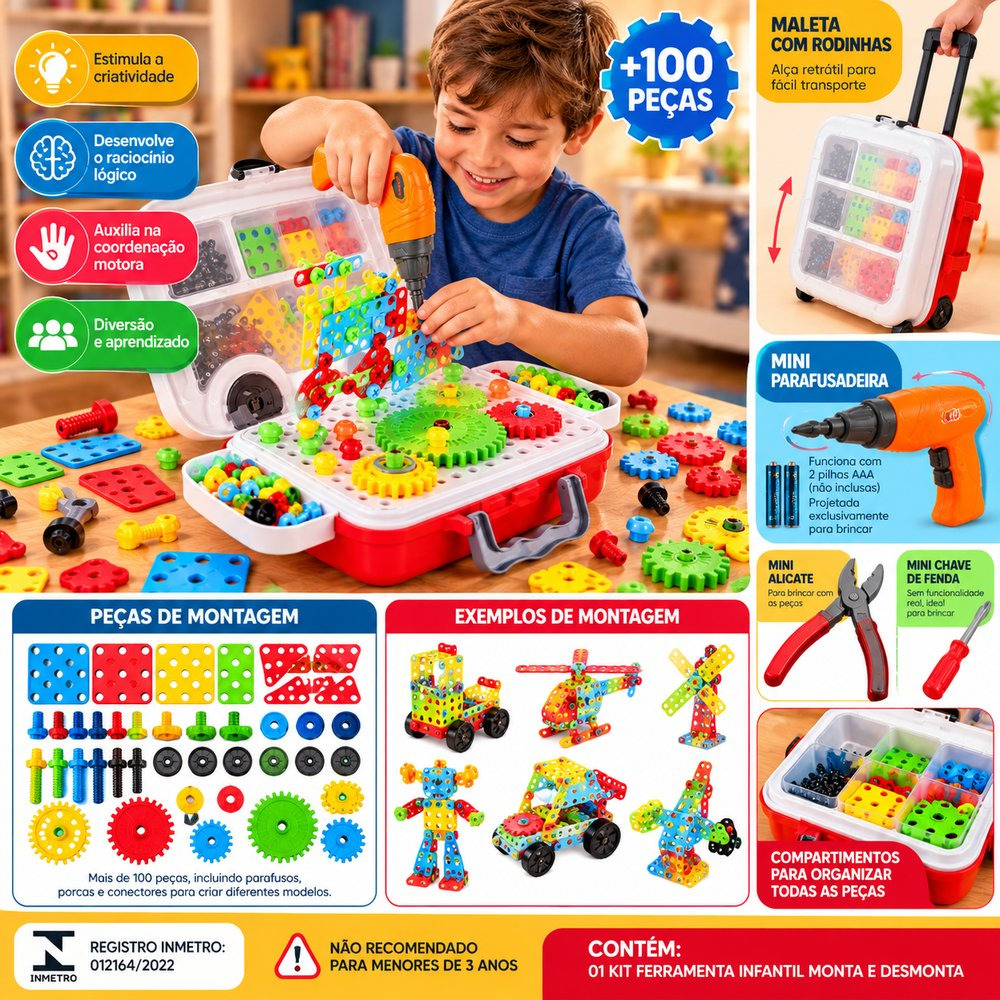 Estimula a
criatividade
Desenvolve
o raciocínio
lógico
Auxilia na
coordenação
motora
Diversão
e aprendizado
+100
PEÇAS
MALETA
COM RODINHAS
Alça retrátil para
fácil transporte
MINI
PARAFUSADEIRA
Funciona com
2 pilhas AAA
(não inclusas)
Projetada
exclusivamente
para brincar
MINI
ALICATE
Para brincar com
as peças
MINI CHAVE
DE FENDA
Sem funcionalidade
real, ideal
para brincar
PEÇAS DE MONTAGEM
Mais de 100 peças, incluindo parafusos,
porcas e conectores para criar diferentes modelos.
EXEMPLOS DE MONTAGEM
COMPARTIMENTOS
PARA ORGANIZAR
TODAS AS PEÇAS
INMETRO
REGISTRO INMETRO:
012164/2022
NÃO RECOMENDADO
PARA MENORES DE 3 ANOS
CONTÉM:
01 KIT FERRAMENTA INFANTIL MONTA E DESMONTA